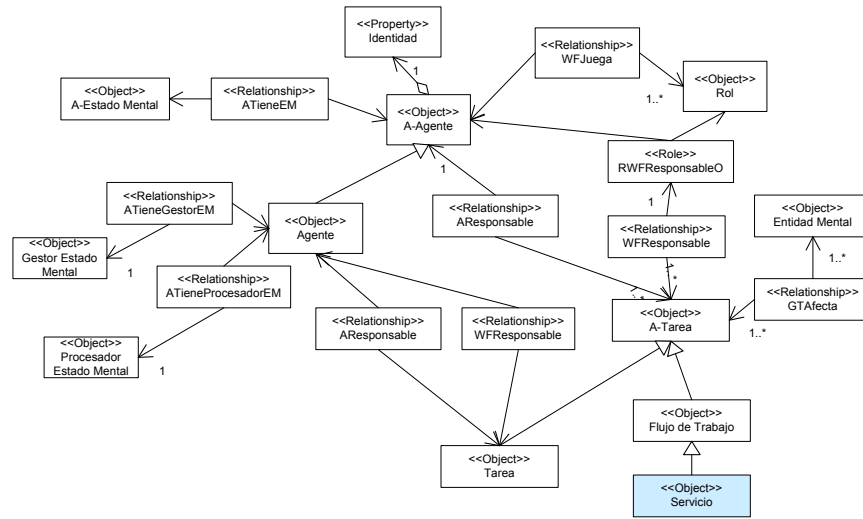 <<Property>>
Identidad
1
<<Relationship>>
WFJuega
<<Object>>
Rol
1..*
<<Object>>
A-Estado Mental
<<Relationship>>
ATieneEM
<<Object>>
A-Agente
1
<<Role>>
RWFResponsableO
1
<<Relationship>>
ATieneGestorEM
<<Object>>
Agente
<<Relationship>>
AResponsable
<<Relationship>>
WFResponsable
<<Object>>
Entidad Mental
1..*
<<Object>>
Gestor Estado
Mental
1
<<Relationship>>
ATieneProcesadorEM
1..*
1..*
<<Relationship>>
GTAfecta
1..*
<<Relationship>>
AResponsable
<<Relationship>>
WFResponsable
<<Object>>
A-Tarea
<<Object>>
Procesador
Estado Mental
1
<<Object>>
Flujo de Trabajo
<<Object>>
Tarea
<<Object>>
Servicio